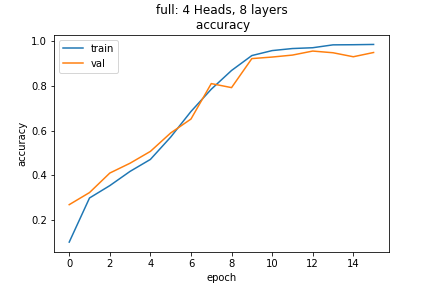 full: 4 Heads, 8 layers
accuracy
train
val
1.0
0.8
0.6
0.4
0.2
accuracy
0 2 4 6 8 10 12 14
epoch